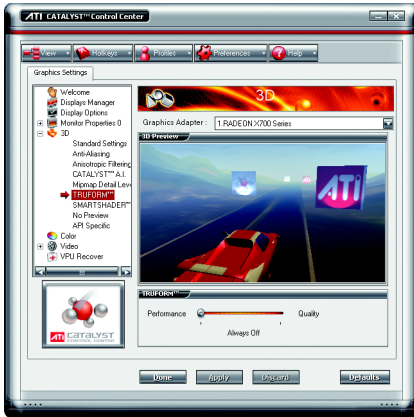 ATI CATALYST™ Control Center
View Hotkeys Profiles Preferences Help
Graphics Settings
Welcome
Displays Manager
Display Options
Monitor Properties 0
3D
Standard Settings
Anti-Aliasing
Anisotropic Filtering
CATALYST™ A.I.
Mipmap Detail Leve
TRUFORM™
SMARTSHADER™
No Preview
API Specific
Color
Video
VPU Recover
ATI CATALYST
CONTROL CENTER
3D
Graphics Adapter : 1.RADEON X700 Series
3D Preview
ATI
TRUFORM™
Performance Quality
Always Off
Done Apply Discard Defaults